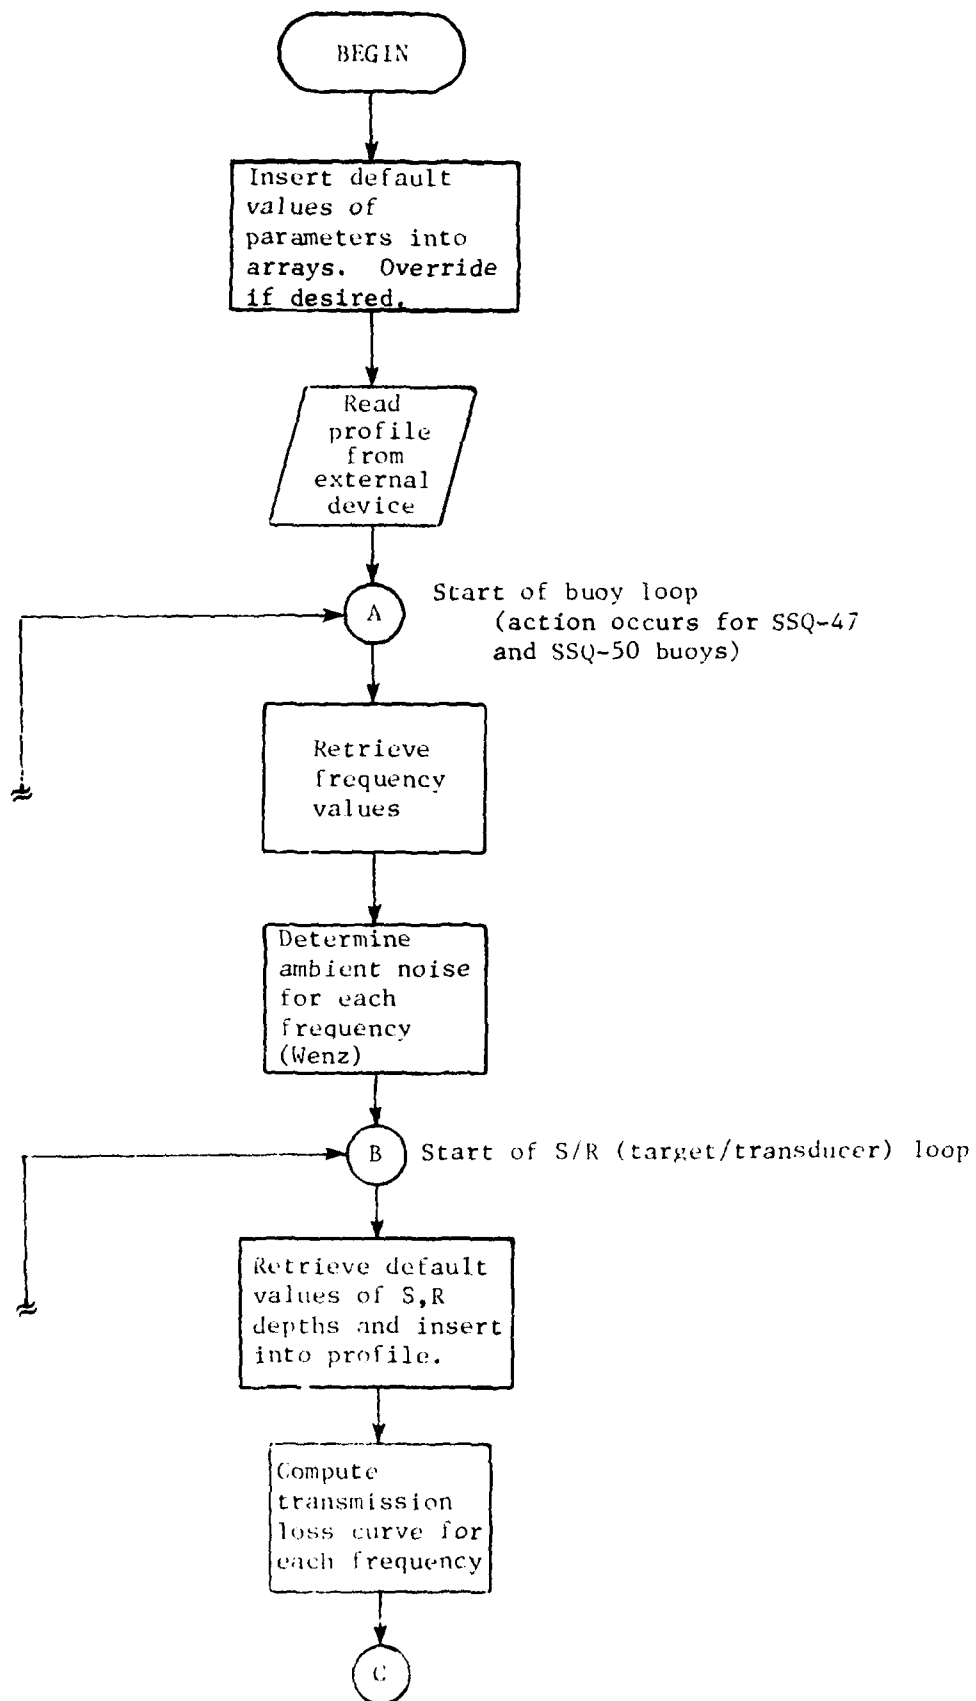 BEGIN
Insert default
values of
parameters into
arrays.  Override
if desired.
Read
profile
from
external
device
A
Start of buoy loop
(action occurs for SSQ-47
and SSQ-50 buoys)
Retrieve
frequency
values
Determine
ambient noise
for each
frequency
(Wenz)
B
Start of S/R (target/transducer) loop
Retrieve default
values of S,R
depths and insert
into profile.
Compute
transmission
loss curve for
each frequency
C